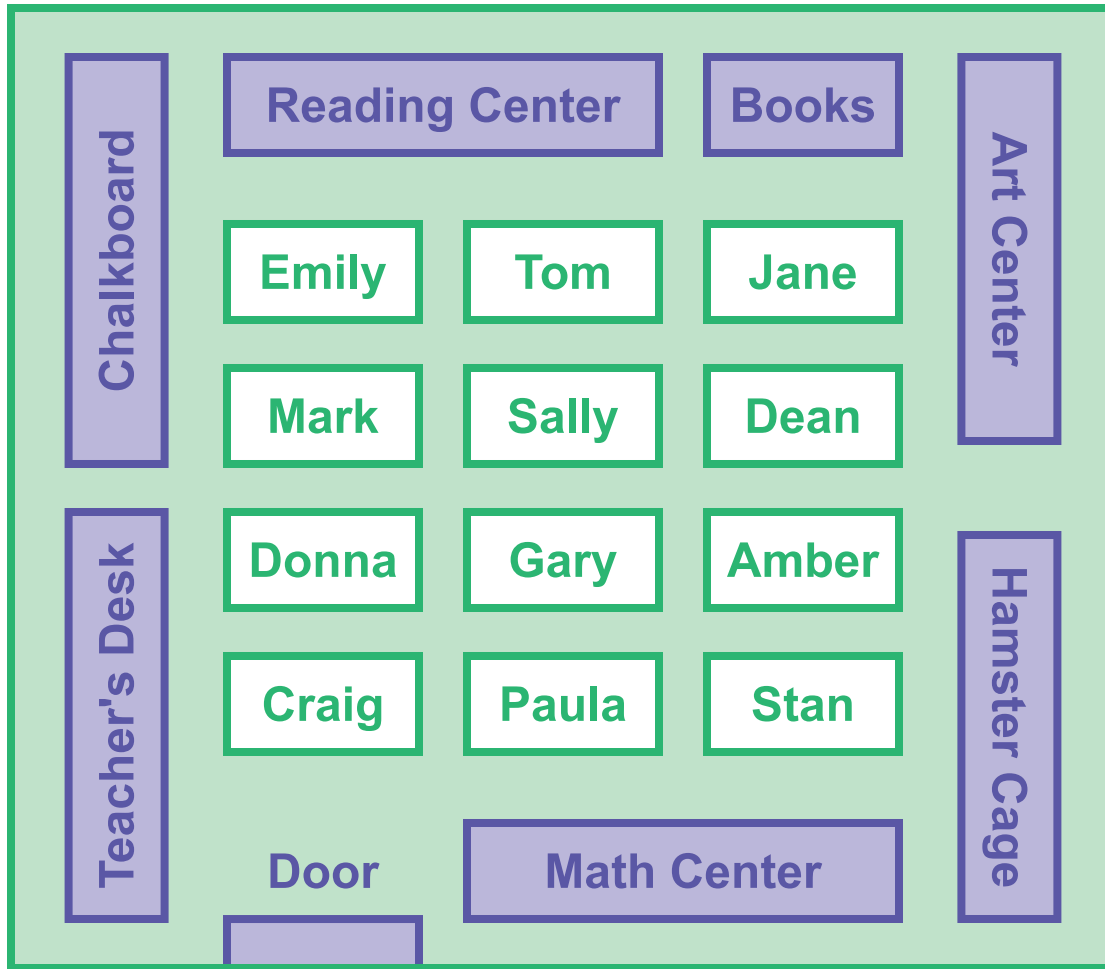 Reading Center
Books
Chalkboard
Art Center
Emily
Tom
Jane
Mark
Sally
Dean
Teacher's Desk
Hamster Cage
Donna
Gary
Amber
Craig
Paula
Stan
Door
Math Center